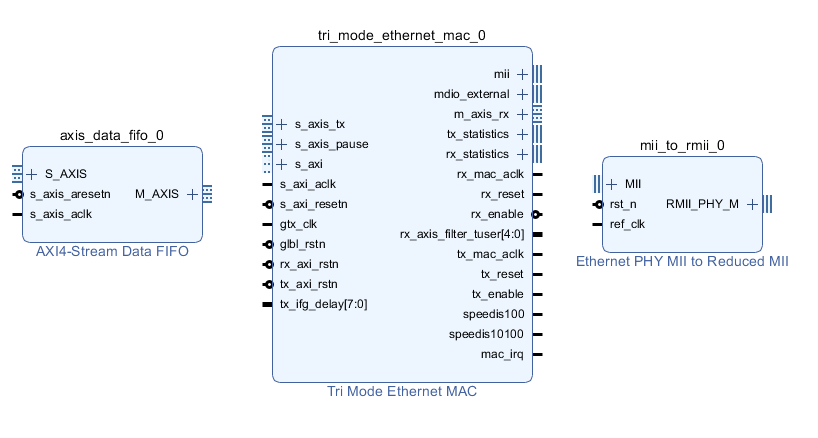 axis_data_fifo_0
S_AXIS
s_axis_aresetn
M_AXIS
s_axis_aclk
AXI4-Stream Data FIFO
tri_mode_ethernet_mac_0
mii
mdio_external
s_axis_tx
m_axis_rx
s_axis_pause
tx_statistics
s_axi
rx_statistics
s_axi_aclk
rx_mac_aclk
s_axi_resetn
rx_reset
gtx_clk
rx_enable
glbl_rstn
rx_axis_filter_tuser[4:0]
rx_axi_rstn
tx_mac_aclk
tx_axi_rstn
tx_reset
tx_ifg_delay[7:0]
tx_enable
speedis100
speedis10100
mac_irq
Tri Mode Ethernet MAC
mii_to_rmii_0
MII
rst_n
RMII_PHY_M
ref_clk
Ethernet PHY MII to Reduced MII